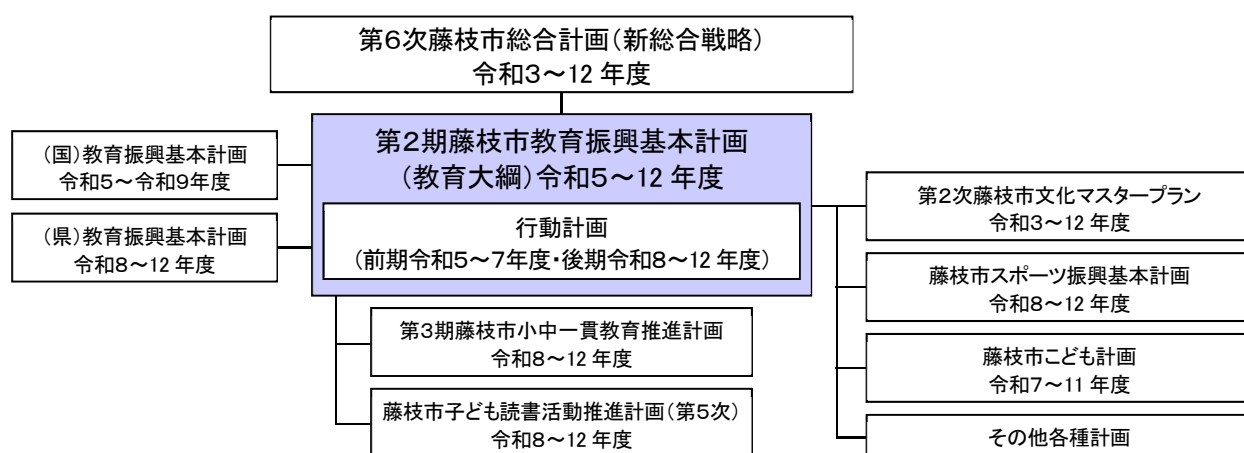 第6次藤枝市総合計画(新総合戦略)
令和3～12 年度
第2期藤枝市教育振興基本計画
(教育大綱)令和5～12 年度
行動計画
(前期令和5～7年度・後期令和8～12 年度)
(国)教育振興基本計画
令和5～令和9年度
(県)教育振興基本計画
令和8～12 年度
第3期藤枝市小中一貫教育推進計画
令和8～12 年度
藤枝市子ども読書活動推進計画(第5次)
令和8～12 年度
第2次藤枝市文化マスタープラン
令和3～12 年度
藤枝市スポーツ振興基本計画
令和8～12 年度
藤枝市こども計画
令和7～11 年度
その他各種計画